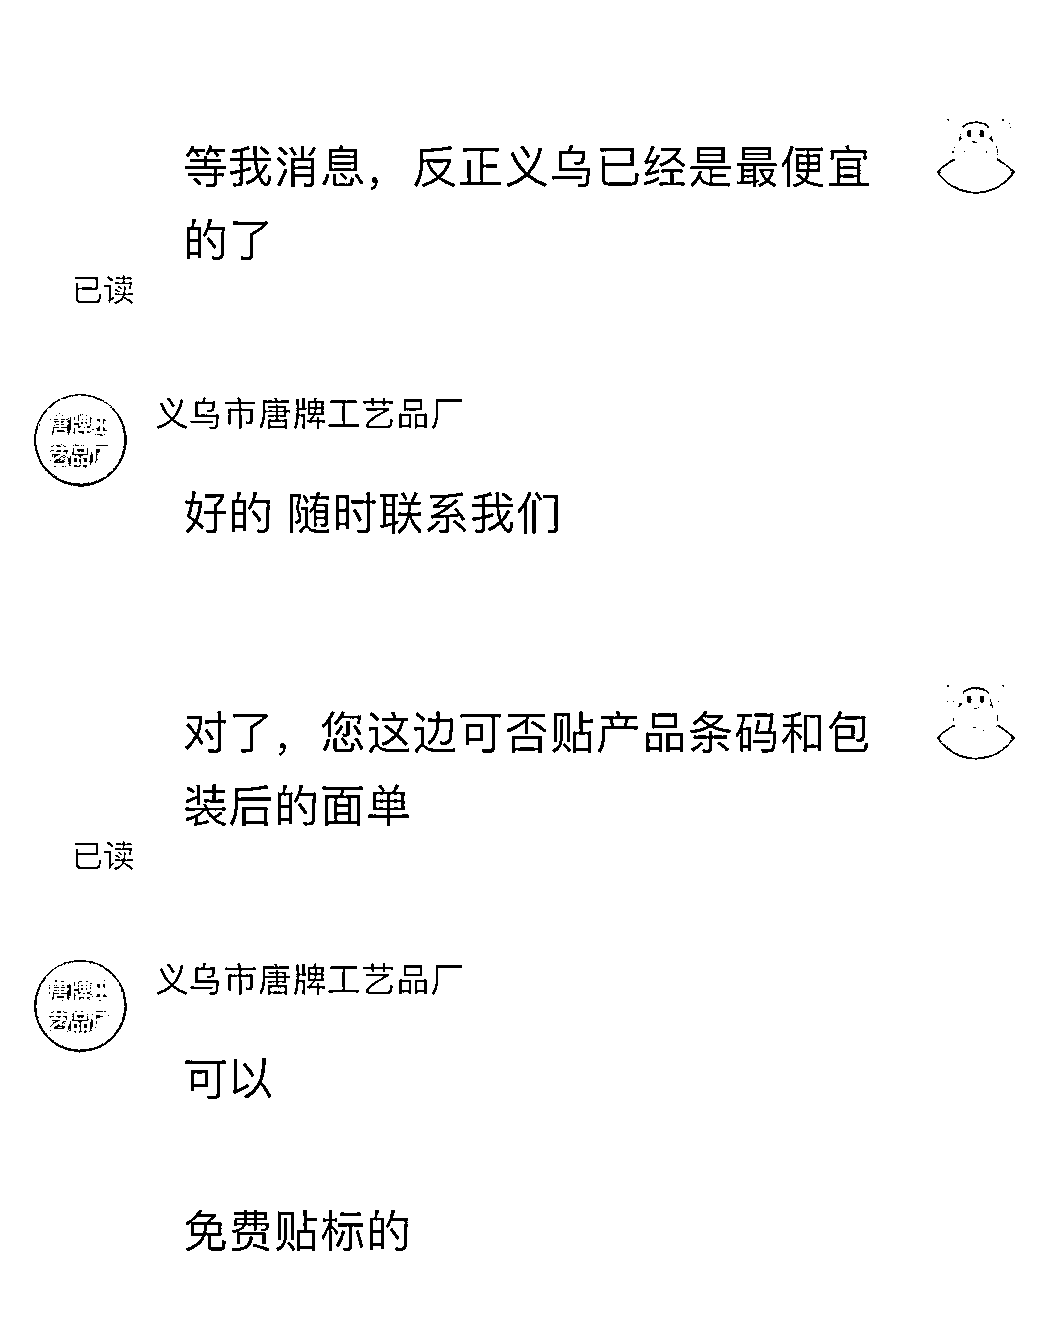 等我消息，反正义乌已经是最便宜
的了
已读
义乌市唐牌工艺品厂
唐牌工
艺品厂
好的 随时联系我们
对了，您这边可否贴产品条码和包
装后的面单
已读
义乌市唐牌工艺品厂
唐牌工
艺品厂
可以
免费贴标的